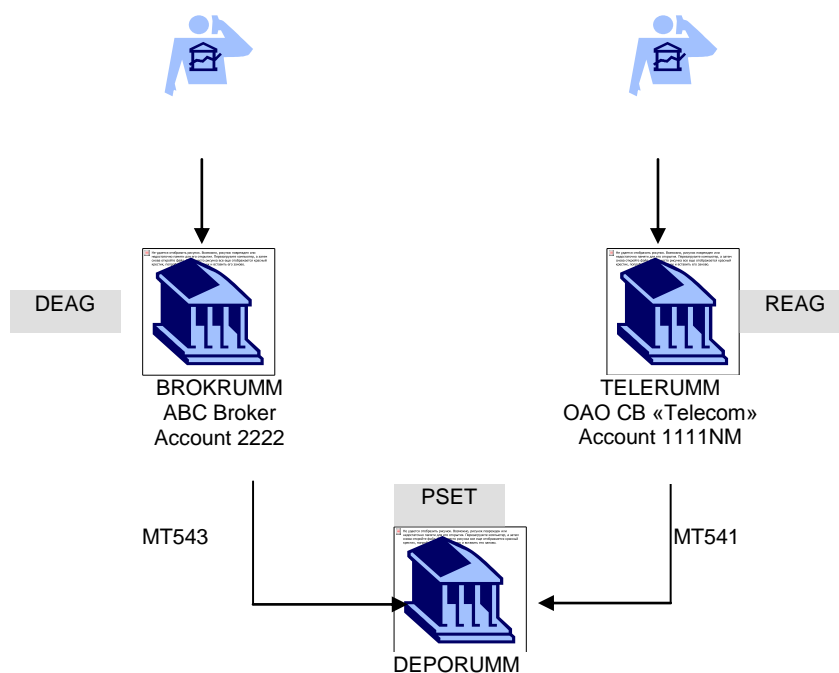 DEAG
REAG
BROKRUMM
ABC Broker
Account 2222
TELERUMM
OAO CB «Telecom»
Account 1111NM
PSET
MT543
MT541
DEPORUMM